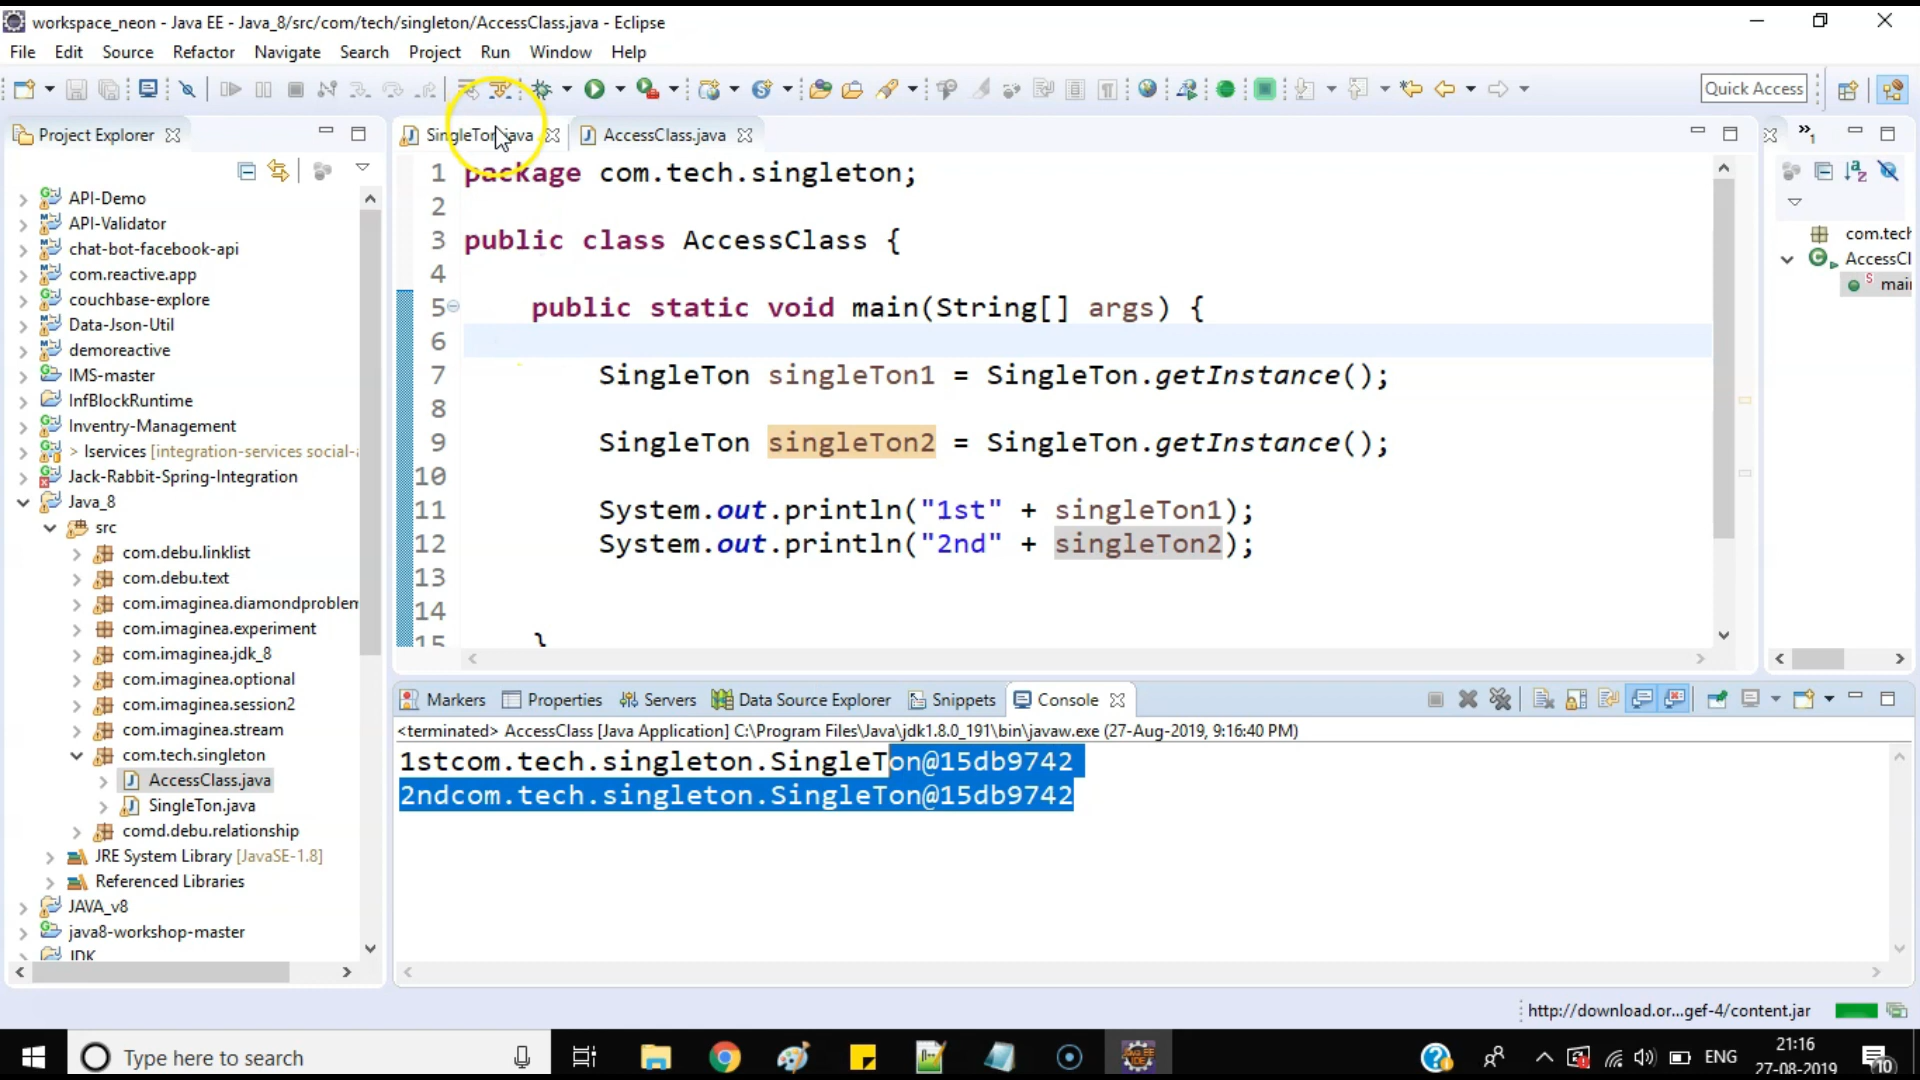 workspace_neon - Java EE - Java_8/src/com/tech/singleton/AccessClass.java - Eclipse
File Edit Source Refactor Navigate Search Project Run Window Help
Quick Access
Project Explorer
SingleTon.java AccessClass.java
API-Demo
API-Validator
chat-bot-facebook-api
com.reactive.app
couchbase-explore
Data-Json-Util
demoreactive
IMS-master
InfBlockRuntime
Inventry-Management
> Iservices [integration-services social-
Jack-Rabbit-Spring-Integration
Java_8
src
com.debu.linklist
com.debu.text
com.imaginea.diamondproblem
com.imaginea.experiment
com.imaginea.jdk_8
com.imaginea.optional
com.imaginea.session2
com.imaginea.stream
com.tech.singleton
AccessClass.java
SingleTon.java
comd.debu.relationship
JRE System Library [JavaSE-1.8]
Referenced Libraries
JAVA_v8
java8-workshop-master
JDK
1 package com.tech.singleton;
2
3 public class AccessClass {
4
5 public static void main(String[] args) {
6
7 SingleTon singleTon1 = SingleTon.getInstance();
8
9 SingleTon singleTon2 = SingleTon.getInstance();
10
11 System.out.println("1st" + singleTon1);
12 System.out.println("2nd" + singleTon2);
13
14
15 }
com.tech
AccessCl
main
Markers Properties Servers Data Source Explorer Snippets Console
<terminated> AccessClass [Java Application] C:\Program Files\Java\jdk1.8.0_191\bin\javaw.exe (27-Aug-2019, 9:16:40 PM)
1stcom.tech.singleton.SingleTon@15db9742
2ndcom.tech.singleton.SingleTon@15db9742
http://download.or...gef-4/content.jar
Type here to search
ENG
21:16
27-08-2019
10